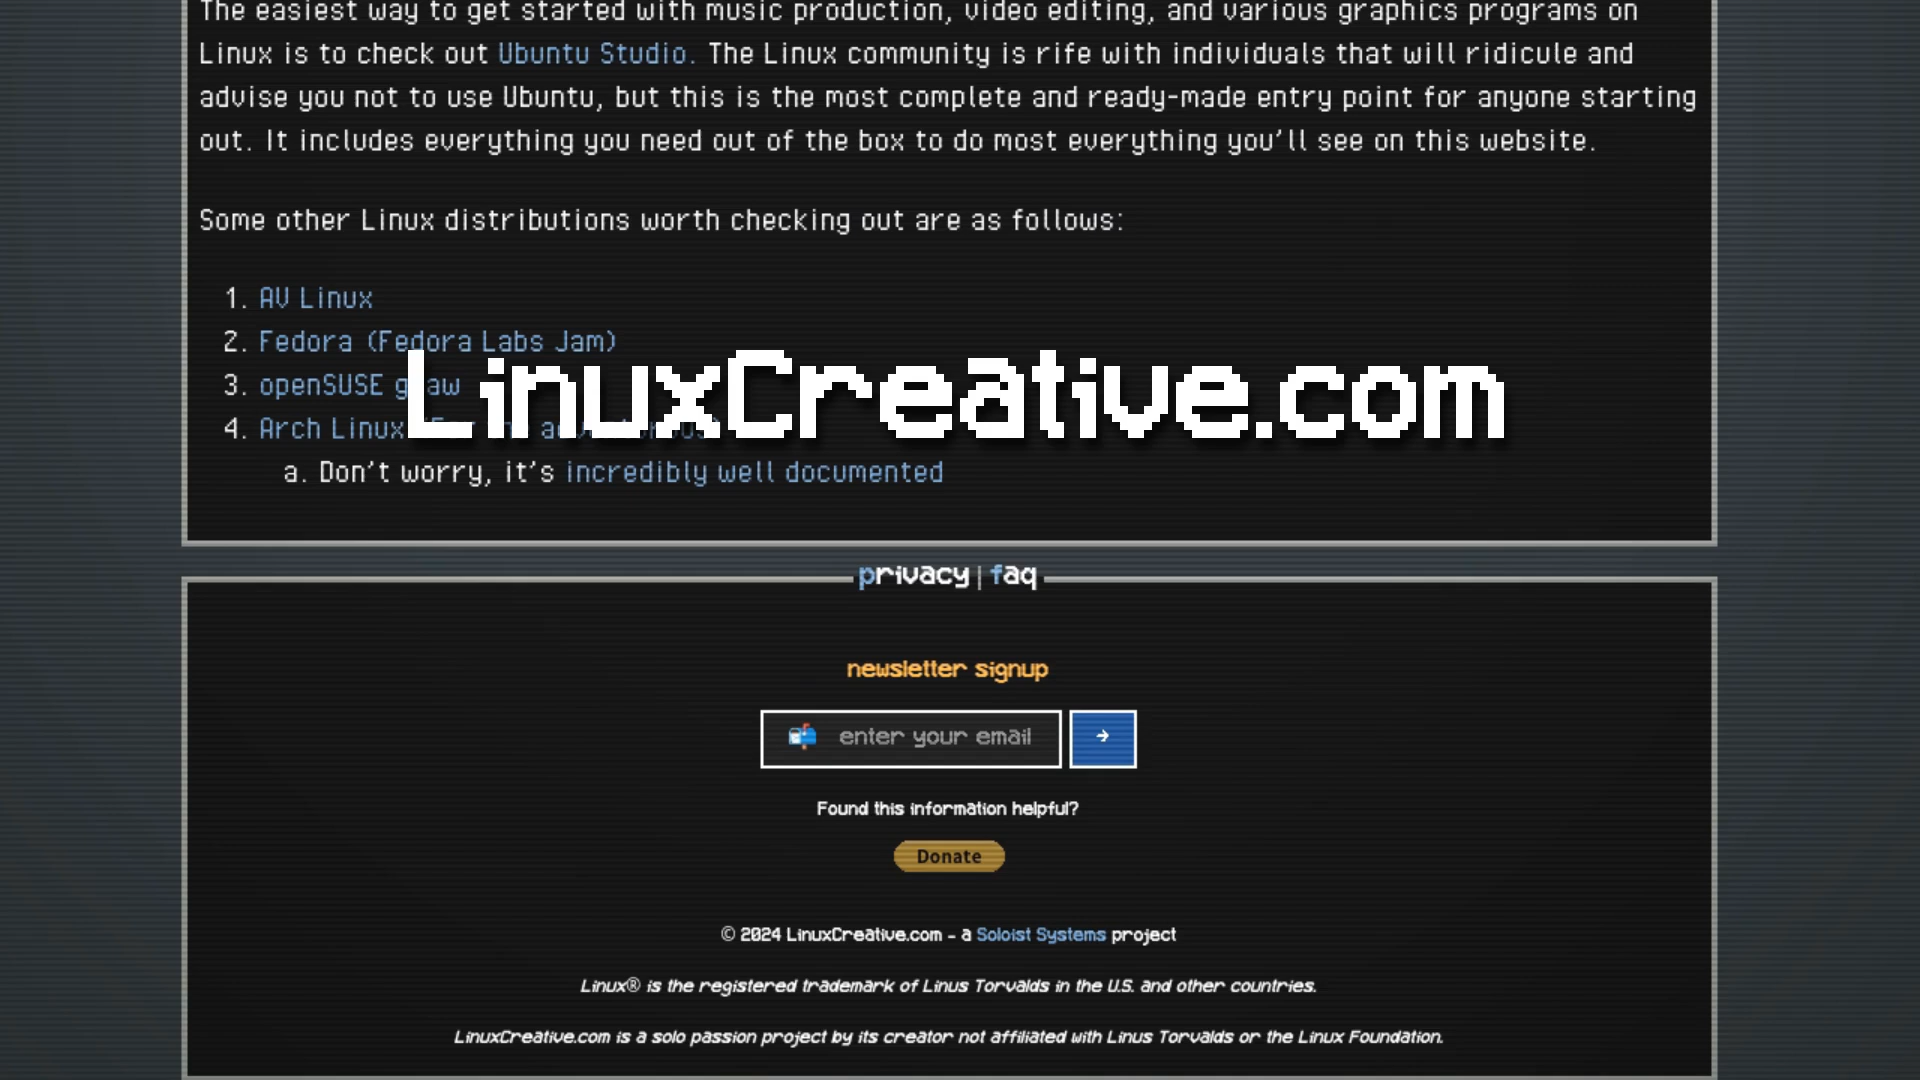 The easiest way to get started with music production, video editing, and various graphics programs on
Linux is to check out Ubuntu Studio. The Linux community is rife with individuals that will ridicule and
advise you not to use Ubuntu, but this is the most complete and ready-made entry point for anyone starting
out. It includes everything you need out of the box to do most everything you'll see on this website.
Some other Linux distributions worth checking out are as follows:
1. AV Linux
2. Fedora (Fedora Labs Jam)
3. openSUSE
LinuxCreative.com
4. Arch Linux
a. Don't worry, it's incredibly well documented
privacy | faq
newsletter signup
📬 enter your email →
Found this information helpful?
Donate
© 2024 LinuxCreative.com - a Soloist Systems project
Linux® is the registered trademark of Linus Torvalds in the U.S. and other countries.
LinuxCreative.com is a solo passion project by its creator not affiliated with Linus Torvalds or the Linux Foundation.